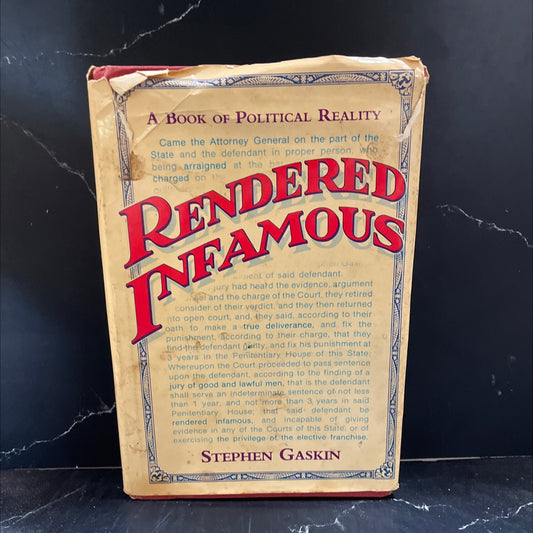 A BOOK OF POLITICAL REALITY
Came the Attorney General on the part of the
State and the defendant in proper person, who
being arraigned at the
charged on
RENDERED
INFAMOUS
of said defendant.
jury had heard the evidence, argument
and the charge of the Court, they retired
consider of their verdict, and they then returned
into open court, and, they said, according to their
oath to make a true deliverance, and fix the
punishment, according to their charge, that they
find the defendant guilty, and fix his punishment at
3 years in the Penitentiary House of this State;
Whereupon the Court proceeded to pass sentence
upon the defendant, according to the finding of a
jury of good and lawful men, that is the defendant
shall serve an indeterminate sentence of not less
than 1 year, and not more than 3 years in said
Penitentiary House; that said defendant be
rendered infamous, and incapable of giving
evidence in any of the Courts of this State; or of
exercising the privilege of the elective franchise.
STEPHEN GASKIN